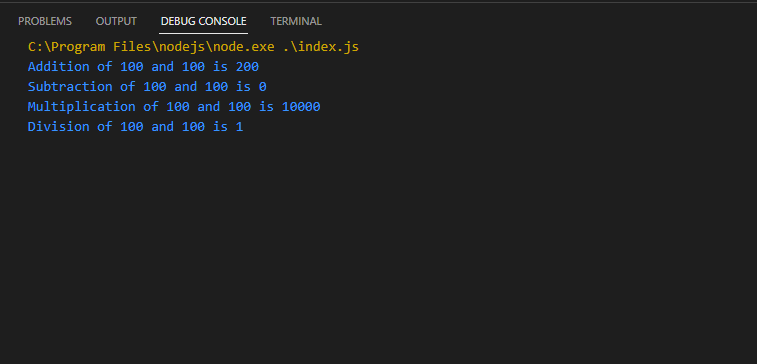 PROBLEMS OUTPUT DEBUG CONSOLE TERMINAL
C:\Program Files\nodejs\node.exe .\index.js
Addition of 100 and 100 is 200
Subtraction of 100 and 100 is 0
Multiplication of 100 and 100 is 10000
Division of 100 and 100 is 1